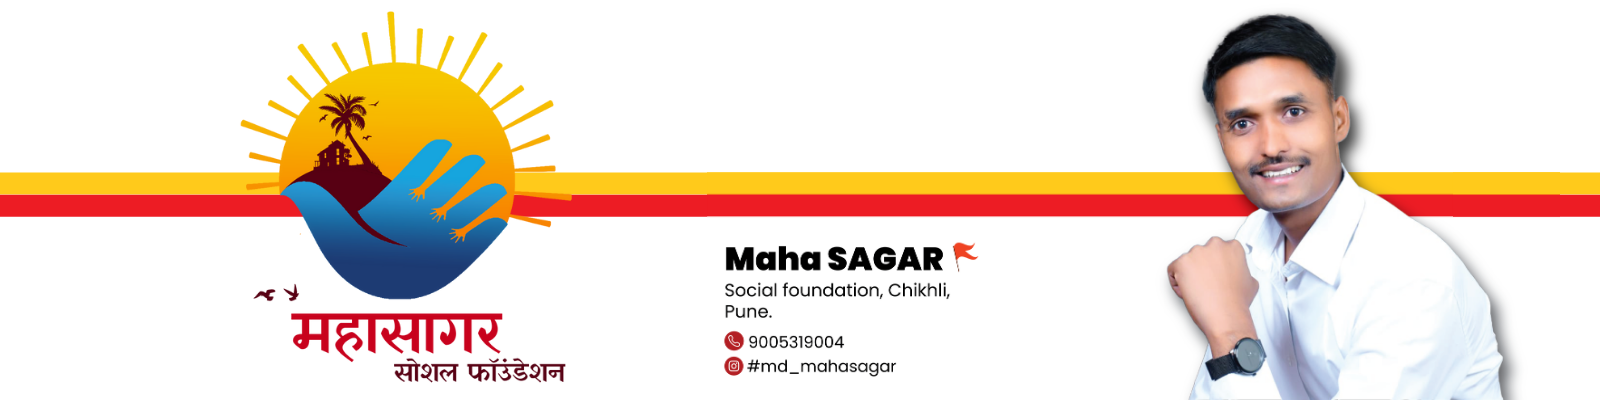 महासागर
सोशल फॉउंडेशन
Maha SAGAR
Social foundation, Chikhli,
Pune.
9005319004
#md_mahasagar